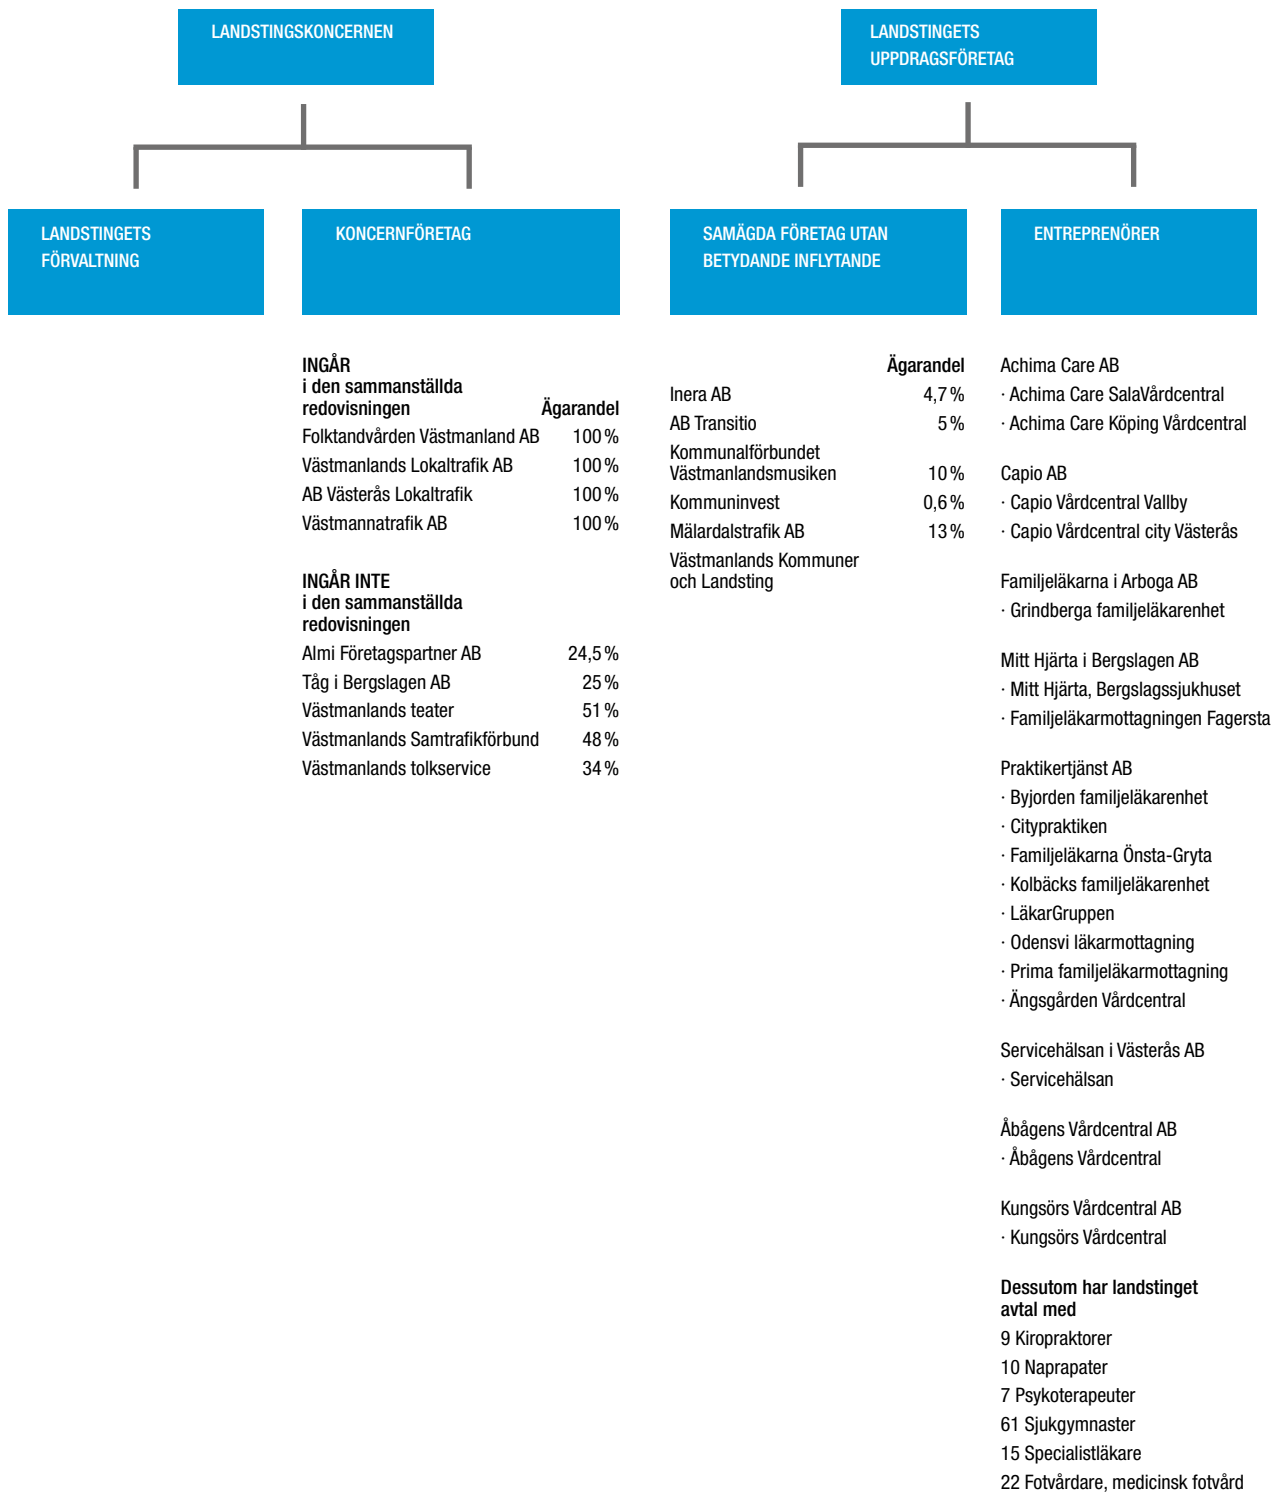 LANDSTINGSKONCERNEN
LANDSTINGETS
UPPDRAGSFÖRETAG
LANDSTINGETS
FÖRVALTNING
KONCERNFÖRETAG
SAMÄGDA FÖRETAG UTAN
BETYDANDE INFLYTANDE
ENTREPRENÖRER
INGÅR
i den sammanställda
redovisningen Ägarandel
Folktandvården Västmanland AB 100 %
Västmanlands Lokaltrafik AB 100 %
AB Västerås Lokaltrafik 100 %
Västmannatrafik AB 100 %
INGÅR INTE
i den sammanställda
redovisningen
Almi Företagspartner AB 24,5 %
Tåg i Bergslagen AB 25 %
Västmanlands teater 51 %
Västmanlands Samtrafikförbund 48 %
Västmanlands tolkservice 34 %
Ägarandel
Inera AB 4,7 %
AB Transitio 5 %
Kommunalförbundet
Västmanlandsmusiken 10 %
Kommuninvest 0,6 %
Mälardalstrafik AB 13 %
Västmanlands Kommuner
och Landsting
Achima Care AB
· Achima Care SalaVårdcentral
· Achima Care Köping Vårdcentral
Capio AB
· Capio Vårdcentral Vallby
· Capio Vårdcentral city Västerås
Familjeläkarna i Arboga AB
· Grindberga familjeläkarenhet
Mitt Hjärta i Bergslagen AB
· Mitt Hjärta, Bergslagssjukhuset
· Familjeläkarmottagningen Fagersta
Praktikertjänst AB
· Byjorden familjeläkarenhet
· Citypraktiken
· Familjeläkarna Önsta-Gryta
· Kolbäcks familjeläkarenhet
· LäkarGruppen
· Odensvi läkarmottagning
· Prima familjeläkarmottagning
· Ängsgården Vårdcentral
Servicehälsan i Västerås AB
· Servicehälsan
Åbågens Vårdcentral AB
· Åbågens Vårdcentral
Kungsörs Vårdcentral AB
· Kungsörs Vårdcentral
Dessutom har landstinget
avtal med
9 Kiropraktorer
10 Naprapater
7 Psykoterapeuter
61 Sjukgymnaster
15 Specialistläkare
22 Fotvårdare, medicinsk fotvård